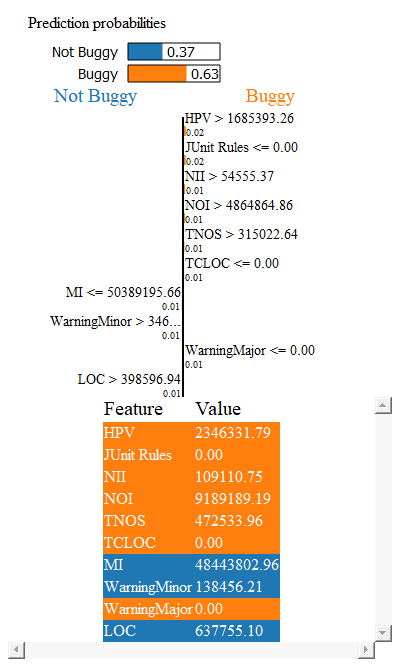 Prediction probabilities
Not Buggy 0.37
Buggy 0.63
Not Buggy Buggy
HPV > 1685393.26
0.02
JUnit Rules <= 0.00
0.02
NII > 54555.37
0.01
NOI > 4864864.86
0.01
TNOS > 315022.64
0.01
TCLOC <= 0.00
0.01
MI <= 50389195.66
0.01
WarningMinor > 346...
0.01
WarningMajor <= 0.00
0.01
LOC > 398596.94
0.01
Feature Value
HPV 2346331.79
JUnit Rules 0.00
NII 109110.75
NOI 9189189.19
TNOS 472533.96
TCLOC 0.00
MI 48443802.96
WarningMinor 138456.21
WarningMajor 0.00
LOC 637755.10